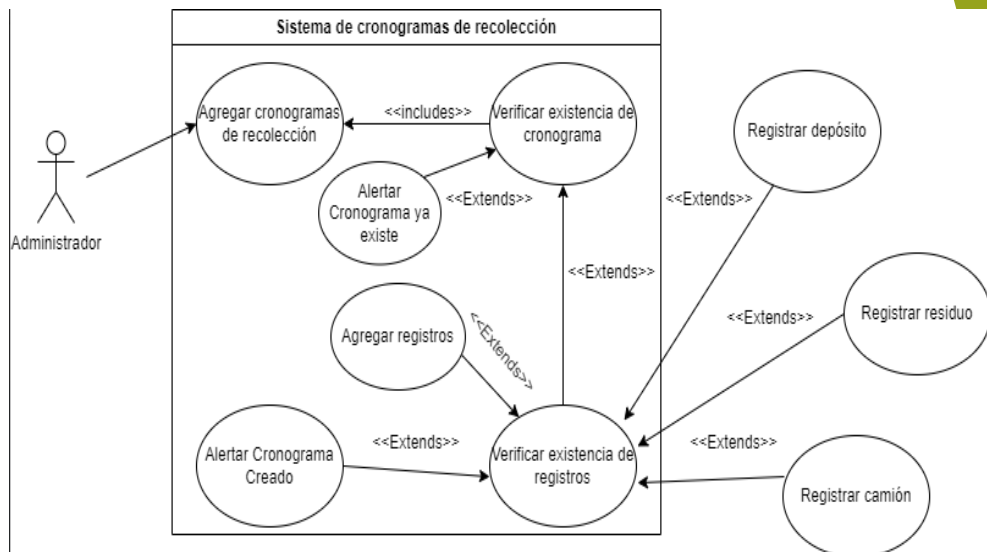 Sistema de cronogramas de recolección
Agregar cronogramas
de recolección
<<includes>>
Verificar existencia de
cronograma
Registrar depósito
Administrador
Alertar
Cronograma ya
existe
<<Extends>>
<<Extends>>
<<Extends>>
Agregar registros
<<Extends>>
<<Extends>>
Registrar residuo
Alertar Cronograma
Creado
<<Extends>>
Verificar existencia de
registros
<<Extends>>
Registrar camión